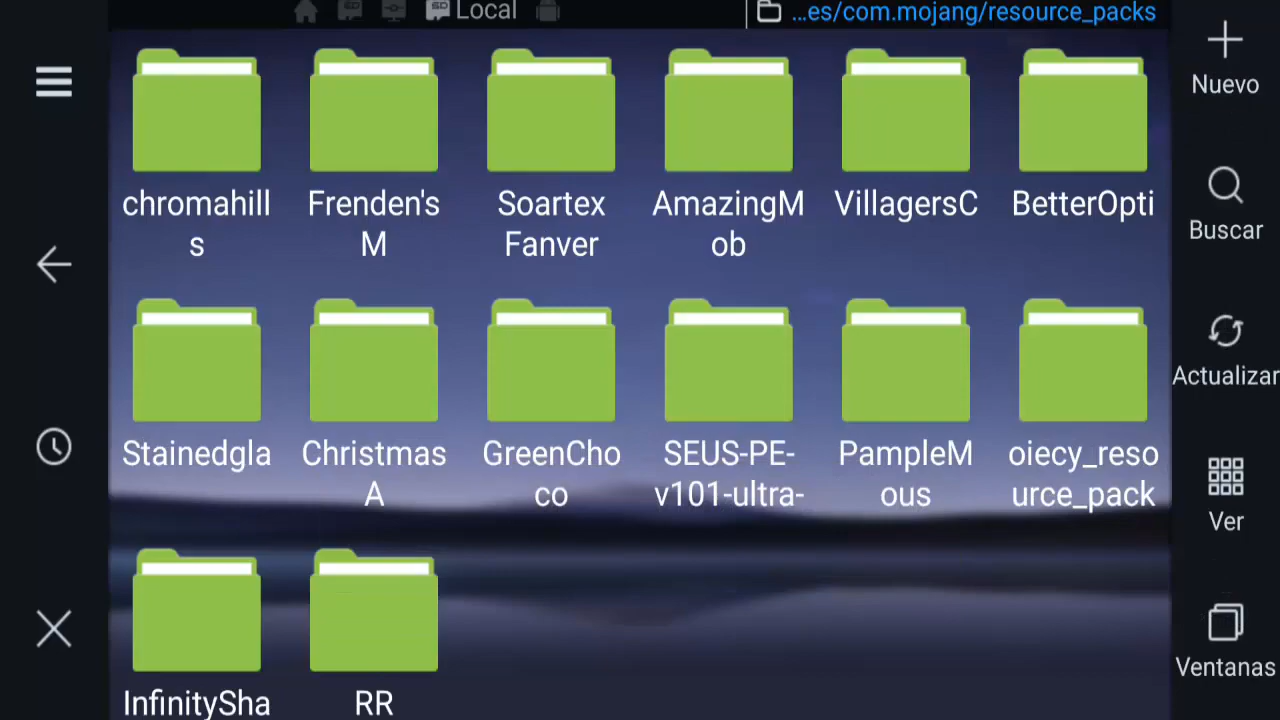 Local
...es/com.mojang/resource_packs
Nuevo
chromahill
s
Frenden's
M
Soartex
Fanver
AmazingM
ob
VillagersC
BetterOpti
Buscar
Actualizar
Stainedgla
Christmas
A
GreenCho
co
SEUS-PE-
v101-ultra-
PampleM
ous
oiecy_reso
urce_pack
Ver
InfinitySha
RR
Ventanas